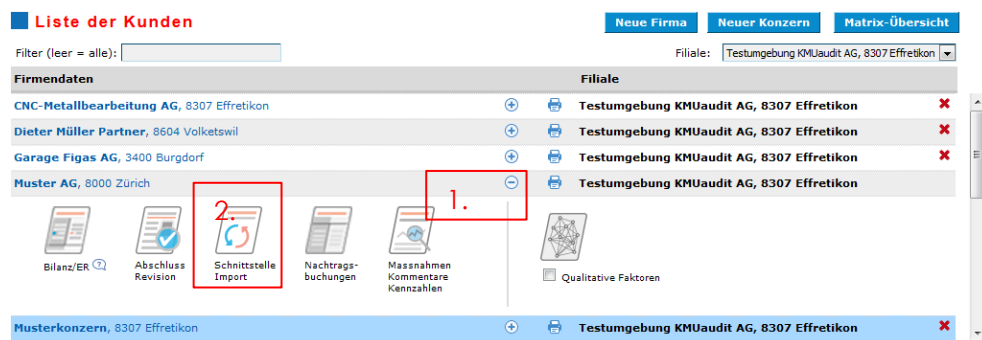 Liste der Kunden
Neue Firma Neuer Konzern Matrix-Übersicht
Filter (leer = alle):
Filiale: Testumgebung KMUaudit AG, 8307 Effretikon
Firmendaten Filiale
CNC-Metallbearbeitung AG, 8307 Effretikon Testumgebung KMUaudit AG, 8307 Effretikon
Dieter Müller Partner, 8604 Volketswil Testumgebung KMUaudit AG, 8307 Effretikon
Garage Figas AG, 3400 Burgdorf Testumgebung KMUaudit AG, 8307 Effretikon
Muster AG, 8000 Zürich Testumgebung KMUaudit AG, 8307 Effretikon
1.
2.
Bilanz/ER ?
Abschluss
Revision
Schnittstelle
Import
Nachtrags-
buchungen
Massnahmen
Kommentare
Kennzahlen
Qualitative Faktoren
Musterkonzern, 8307 Effretikon Testumgebung KMUaudit AG, 8307 Effretikon